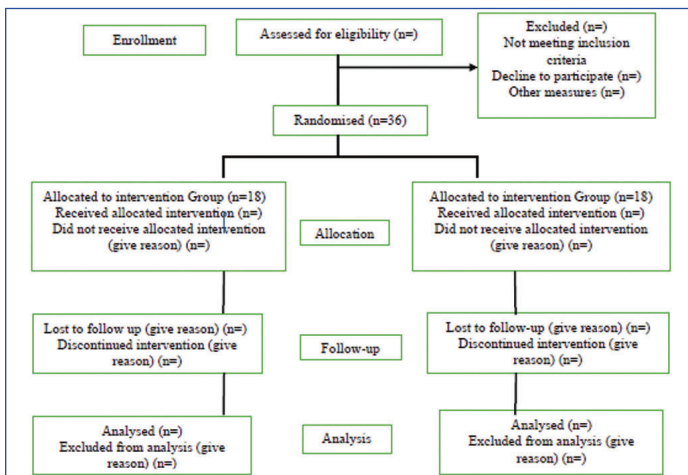 Enrollment
Assessed for eligibility (n=)
Excluded (n=)
Not meeting inclusion
criteria
Decline to participate (n=)
Other measures (n=)
Randomised (n=36)
Allocated to intervention Group (n=18)
Received allocated intervention (n=)
Did not receive allocated intervention
(give reason) (n=)
Allocation
Allocated to intervention Group (n=18)
Received allocated intervention (n=)
Did not receive allocated intervention
(give reason) (n=)
Lost to follow up (give reason) (n=)
Discontinued intervention (give
reason) (n=)
Follow-up
Lost to follow-up (give reason) (n=)
Discontinued intervention (give
reason) (n=)
Analysed (n=)
Excluded from analysis (give
reason) (n=)
Analysis
Analysed (n=)
Excluded from analysis (give
reason) (n=)